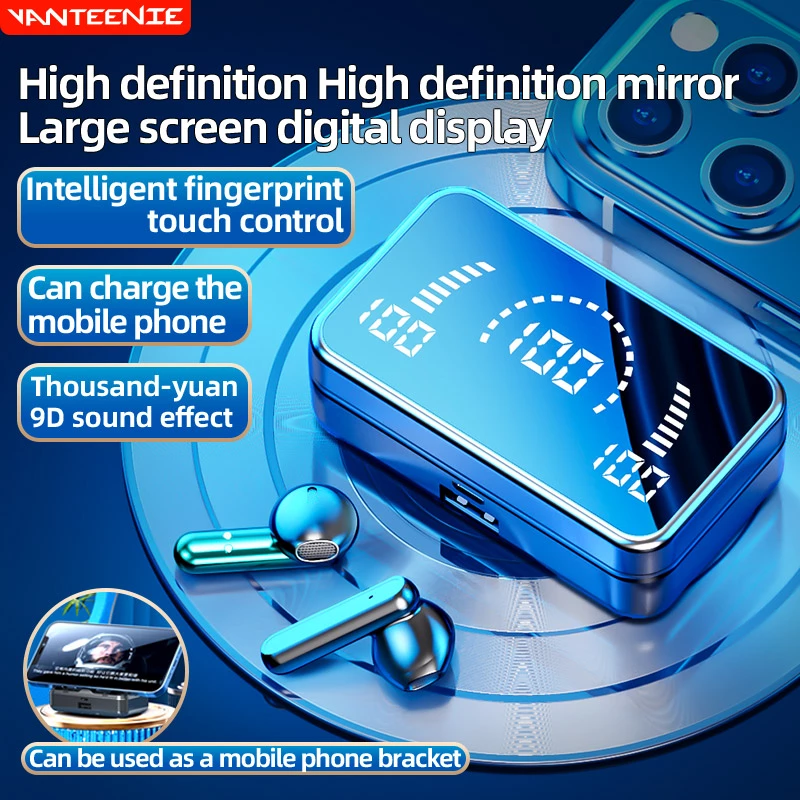 VANTEENIE
High definition High definition mirror
Large screen digital display
Intelligent fingerprint
touch control
Can charge the
mobile phone
Thousand-yuan
9D sound effect
100
100
100
Can be used as a mobile phone bracket